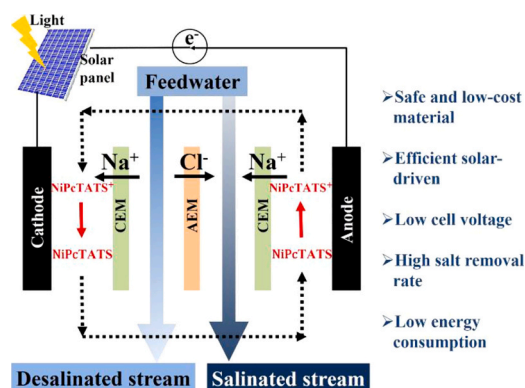 Light
Solar
panel
e⁻
Feedwater
Na⁺
Cl⁻
Na⁺
Cathode
NiPcTATS⁺
NiPcTATS
CEM
AEM
CEM
NiPcTATS⁺
NiPcTATS
Anode
Desalinated stream
Salinated stream
➤Safe and low-cost
material
➤Efficient solar-
driven
➤Low cell voltage
➤High salt removal
rate
➤Low energy
consumption